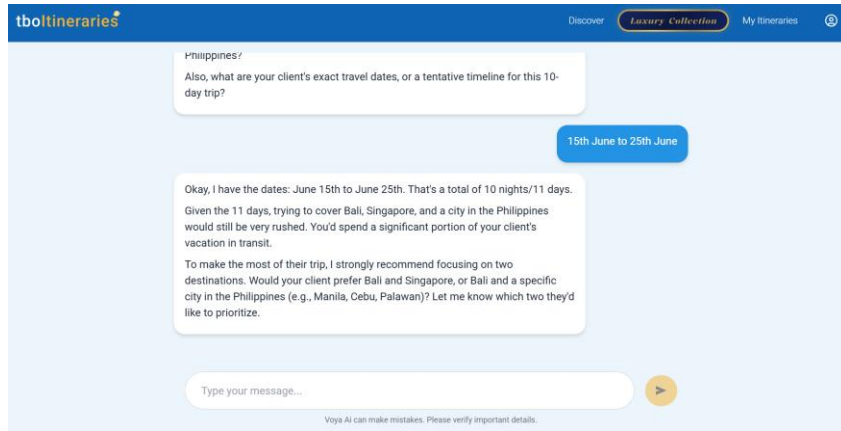 tboItineraries
Discover
Luxury Collection
My Itineraries
Philippines?
Also, what are your client's exact travel dates, or a tentative timeline for this 10-
day trip?
15th June to 25th June
Okay, I have the dates: June 15th to June 25th. That's a total of 10 nights/11 days.
Given the 11 days, trying to cover Bali, Singapore, and a city in the Philippines
would still be very rushed. You'd spend a significant portion of your client's
vacation in transit.
To make the most of their trip, I strongly recommend focusing on two
destinations. Would your client prefer Bali and Singapore, or Bali and a specific
city in the Philippines (e.g., Manila, Cebu, Palawan)? Let me know which two they'd
like to prioritize.
Type your message...
Voya Ai can make mistakes. Please verify important details.